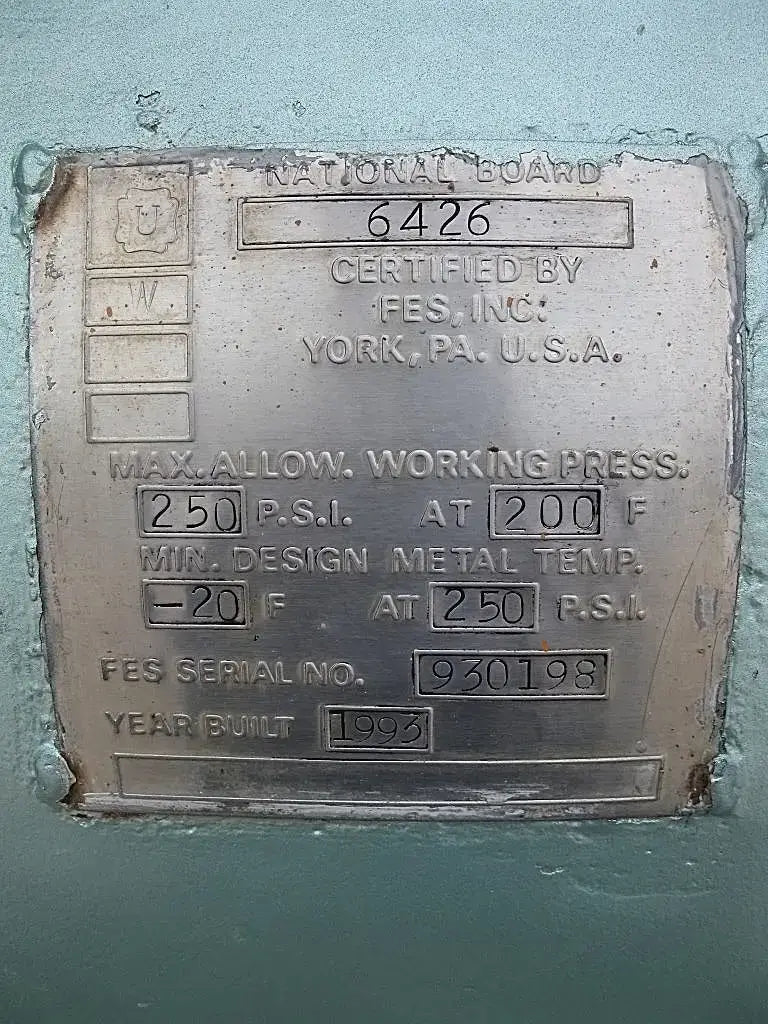 U
NATIONAL BOARD
6426
W
CERTIFIED BY
FES, INC.
YORK, PA. U.S.A.
MAX. ALLOW. WORKING PRESS.
250 P.S.I. AT 200 F
MIN. DESIGN METAL TEMP.
-20 F AT 250 P.S.I.
FES SERIAL NO. 930198
YEAR BUILT 1993